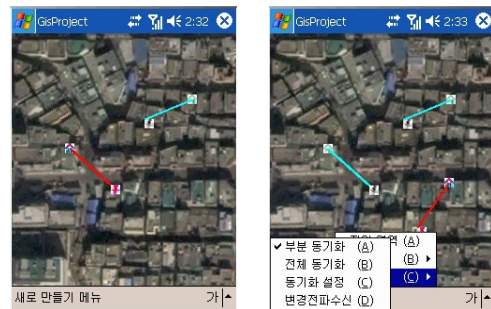 GisProject 2:32
새로 만들기 메뉴 가
GisProject 2:33
(A)
(B)
(C)
부분 동기화 (A)
전체 동기화 (B)
동기화 설정 (C)
변경전파수신 (D)
가